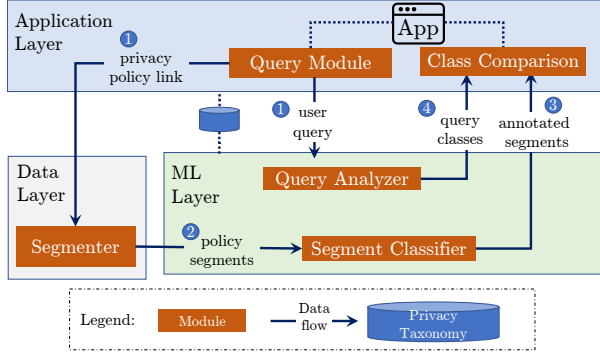 Application
Layer
App
1
privacy
policy link
Query Module
Class Comparison
1
user
query
4
query
classes
3
annotated
segments
Data
Layer
ML
Layer
Query Analyzer
Segmenter
2
policy
segments
Segment Classifier
Legend:
Module
Data
flow
Privacy
Taxonomy